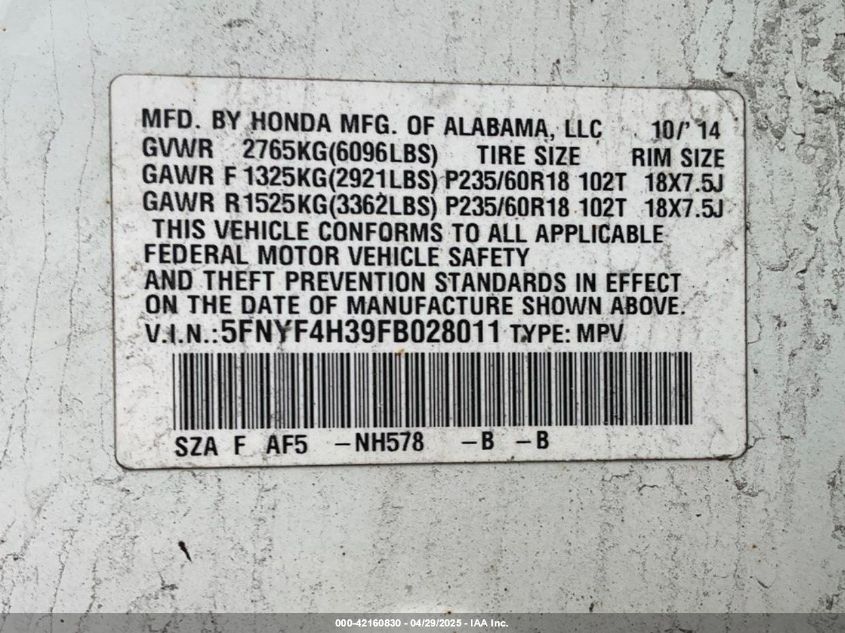 MFD. BY HONDA MFG. OF ALABAMA, LLC 10/' 14
GVWR 2765KG(6096LBS) TIRE SIZE RIM SIZE
GAWR F 1325KG(2921LBS) P235/60R18 102T 18X7.5J
GAWR R1525KG(3362LBS) P235/60R18 102T 18X7.5J
THIS VEHICLE CONFORMS TO ALL APPLICABLE
FEDERAL MOTOR VEHICLE SAFETY
AND THEFT PREVENTION STANDARDS IN EFFECT
ON THE DATE OF MANUFACTURE SHOWN ABOVE.
V.I.N.:5FNYF4H39FB028011 TYPE: MPV
SZA F AF5 -NH578 -B -B
000-42160830 - 04/29/2025 - IAA Inc.